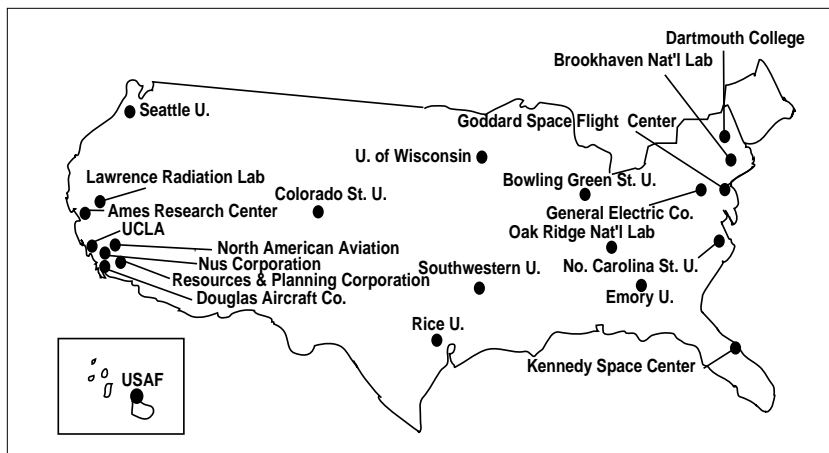 Dartmouth College
Brookhaven Nat'l Lab
Seattle U.
Goddard Space Flight Center
U. of Wisconsin
Lawrence Radiation Lab
Bowling Green St. U.
Colorado St. U.
Ames Research Center
General Electric Co.
UCLA
Oak Ridge Nat'l Lab
North American Aviation
Nus Corporation
No. Carolina St. U.
Southwestern U.
Resources & Planning Corporation
Douglas Aircraft Co.
Emory U.
Rice U.
Kennedy Space Center
USAF